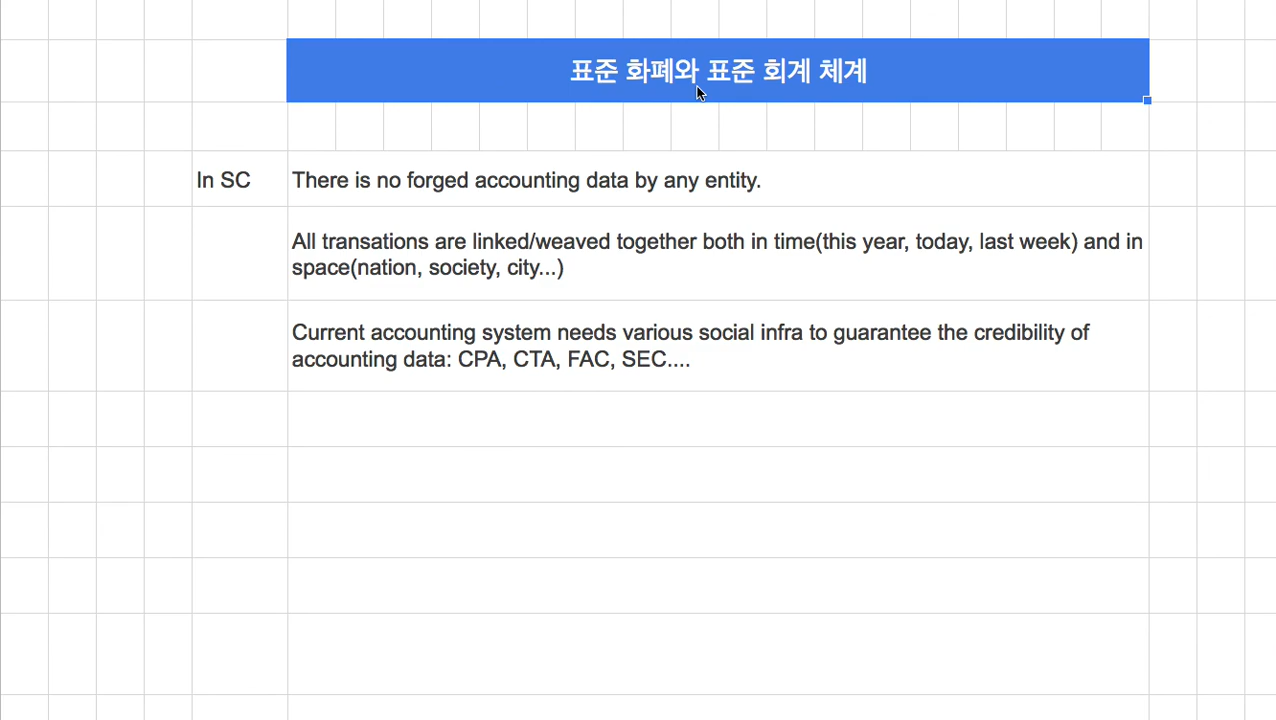 표준 화폐와 표준 회계 체계
In SC There is no forged accounting data by any entity.
All transations are linked/weaved together both in time(this year, today, last week) and in
space(nation, society, city...)
Current accounting system needs various social infra to guarantee the credibility of
accounting data: CPA, CTA, FAC, SEC....